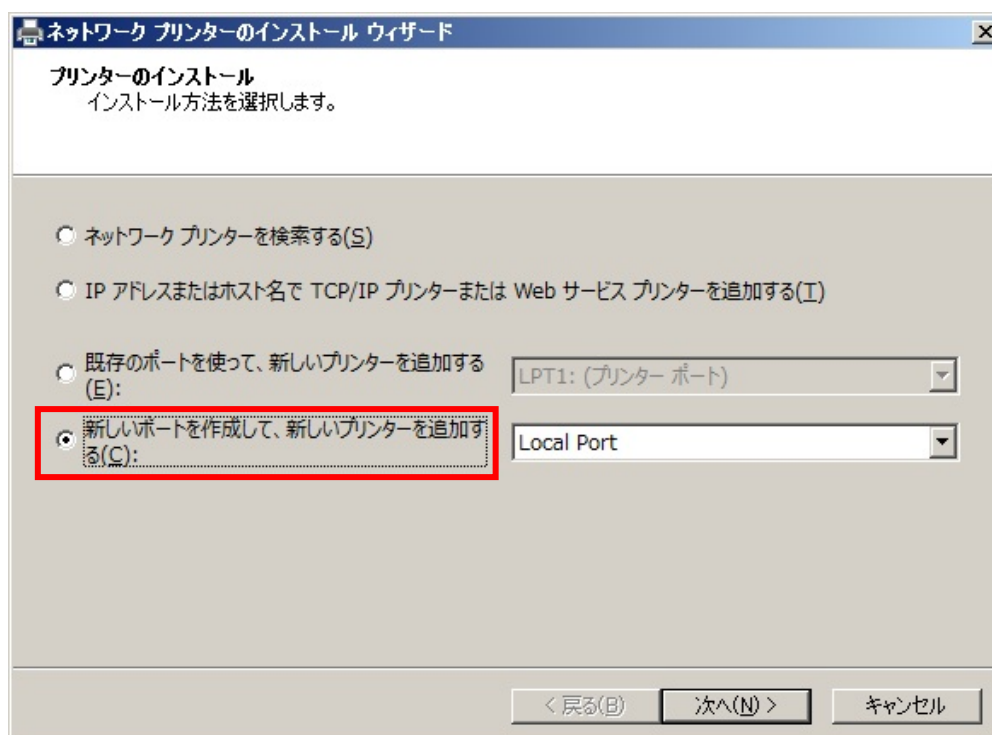 ネットワーク プリンターのインストール ウィザード
プリンターのインストール
インストール方法を選択します。
ネットワーク プリンターを検索する(S)
IP アドレスまたはホスト名で TCP/IP プリンターまたは Web サービス プリンターを追加する(T)
既存のポートを使って、新しいプリンターを追加する
(E):
LPT1: (プリンター ポート)
新しいポートを作成して、新しいプリンターを追加す
る(C):
Local Port
< 戻る(B)
次へ(N) >
キャンセル